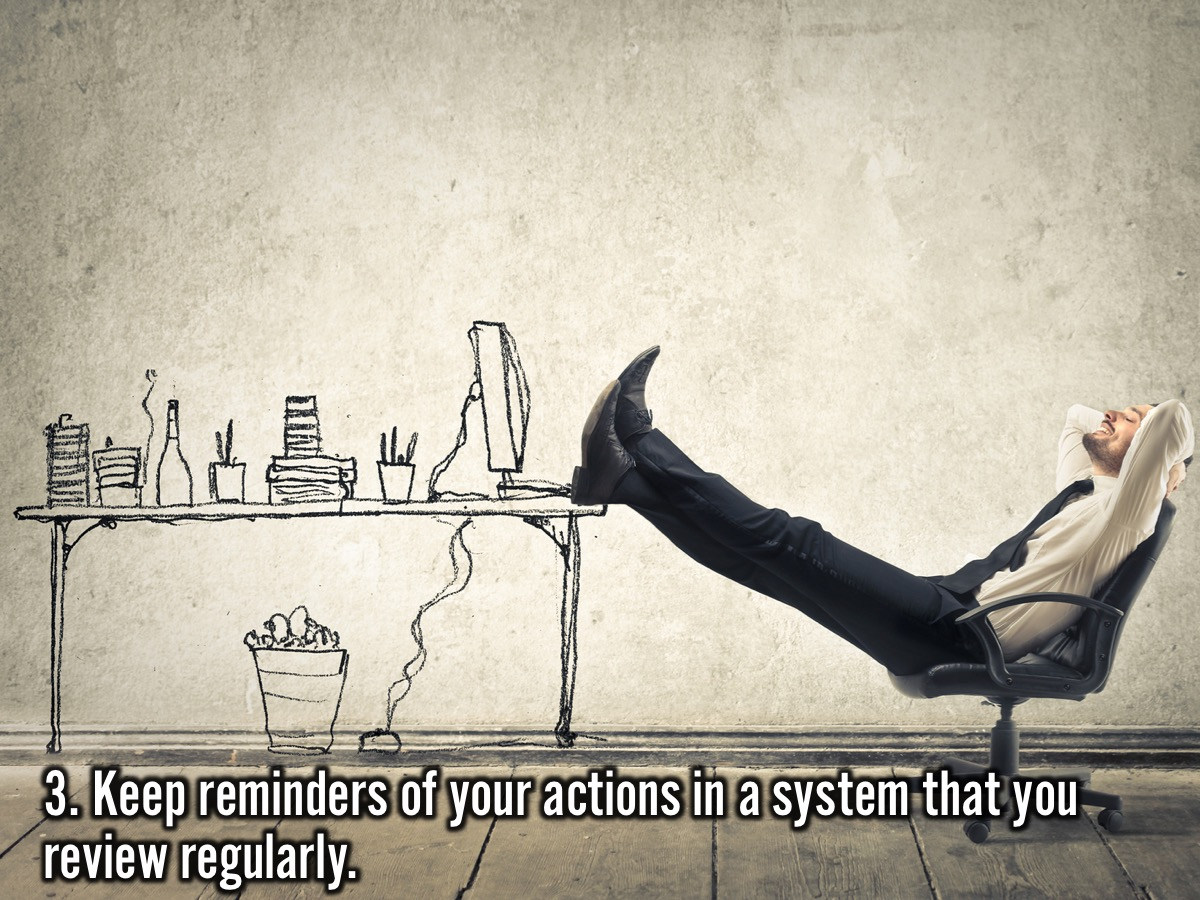 3. Keep reminders of your actions in a system that you
review regularly.